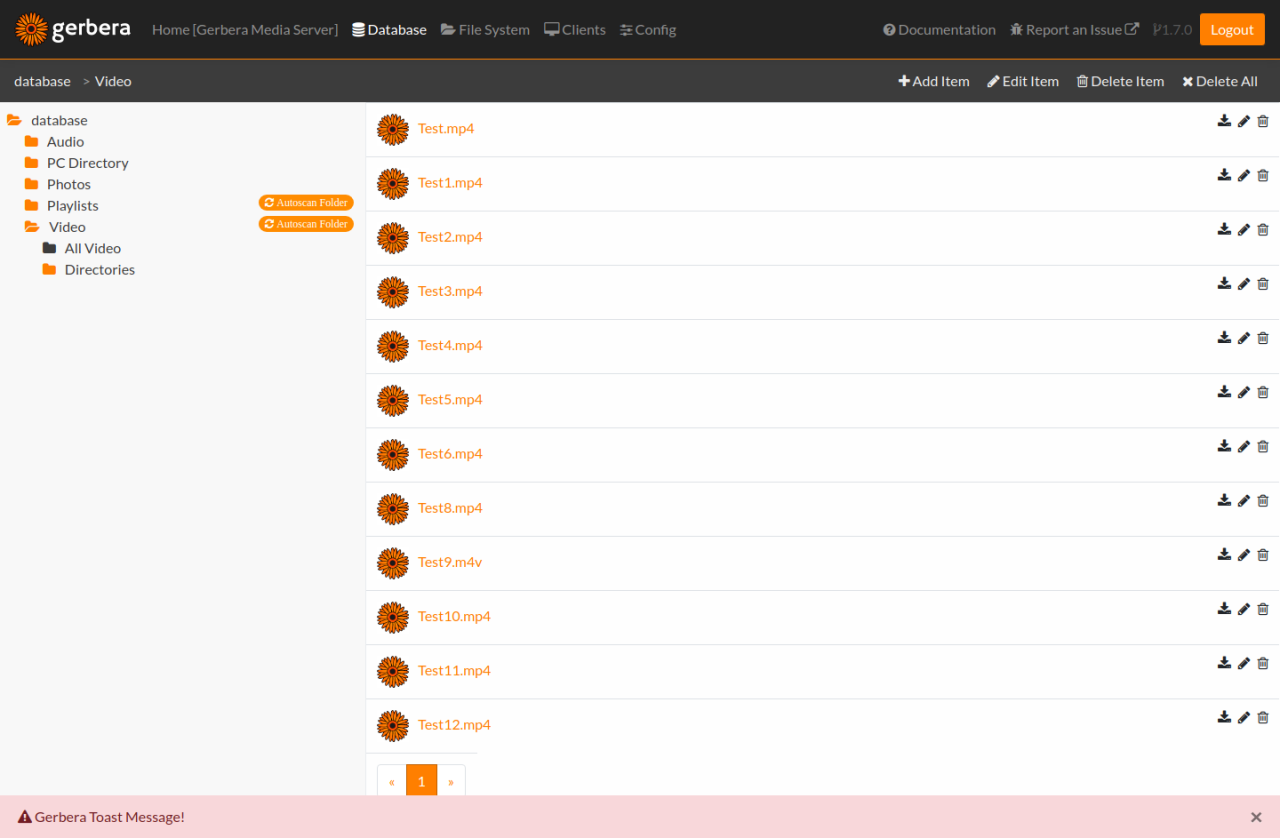 gerbera Home [Gerbera Media Server] Database File System Clients Config Documentation Report an Issue 1.7.0 Logout
database > Video Add Item Edit Item Delete Item Delete All
database
Audio
PC Directory
Photos
Playlists Autoscan Folder
Video Autoscan Folder
All Video
Directories
Test.mp4
Test1.mp4
Test2.mp4
Test3.mp4
Test4.mp4
Test5.mp4
Test6.mp4
Test8.mp4
Test9.m4v
Test10.mp4
Test11.mp4
Test12.mp4
« 1 »
Gerbera Toast Message! ×